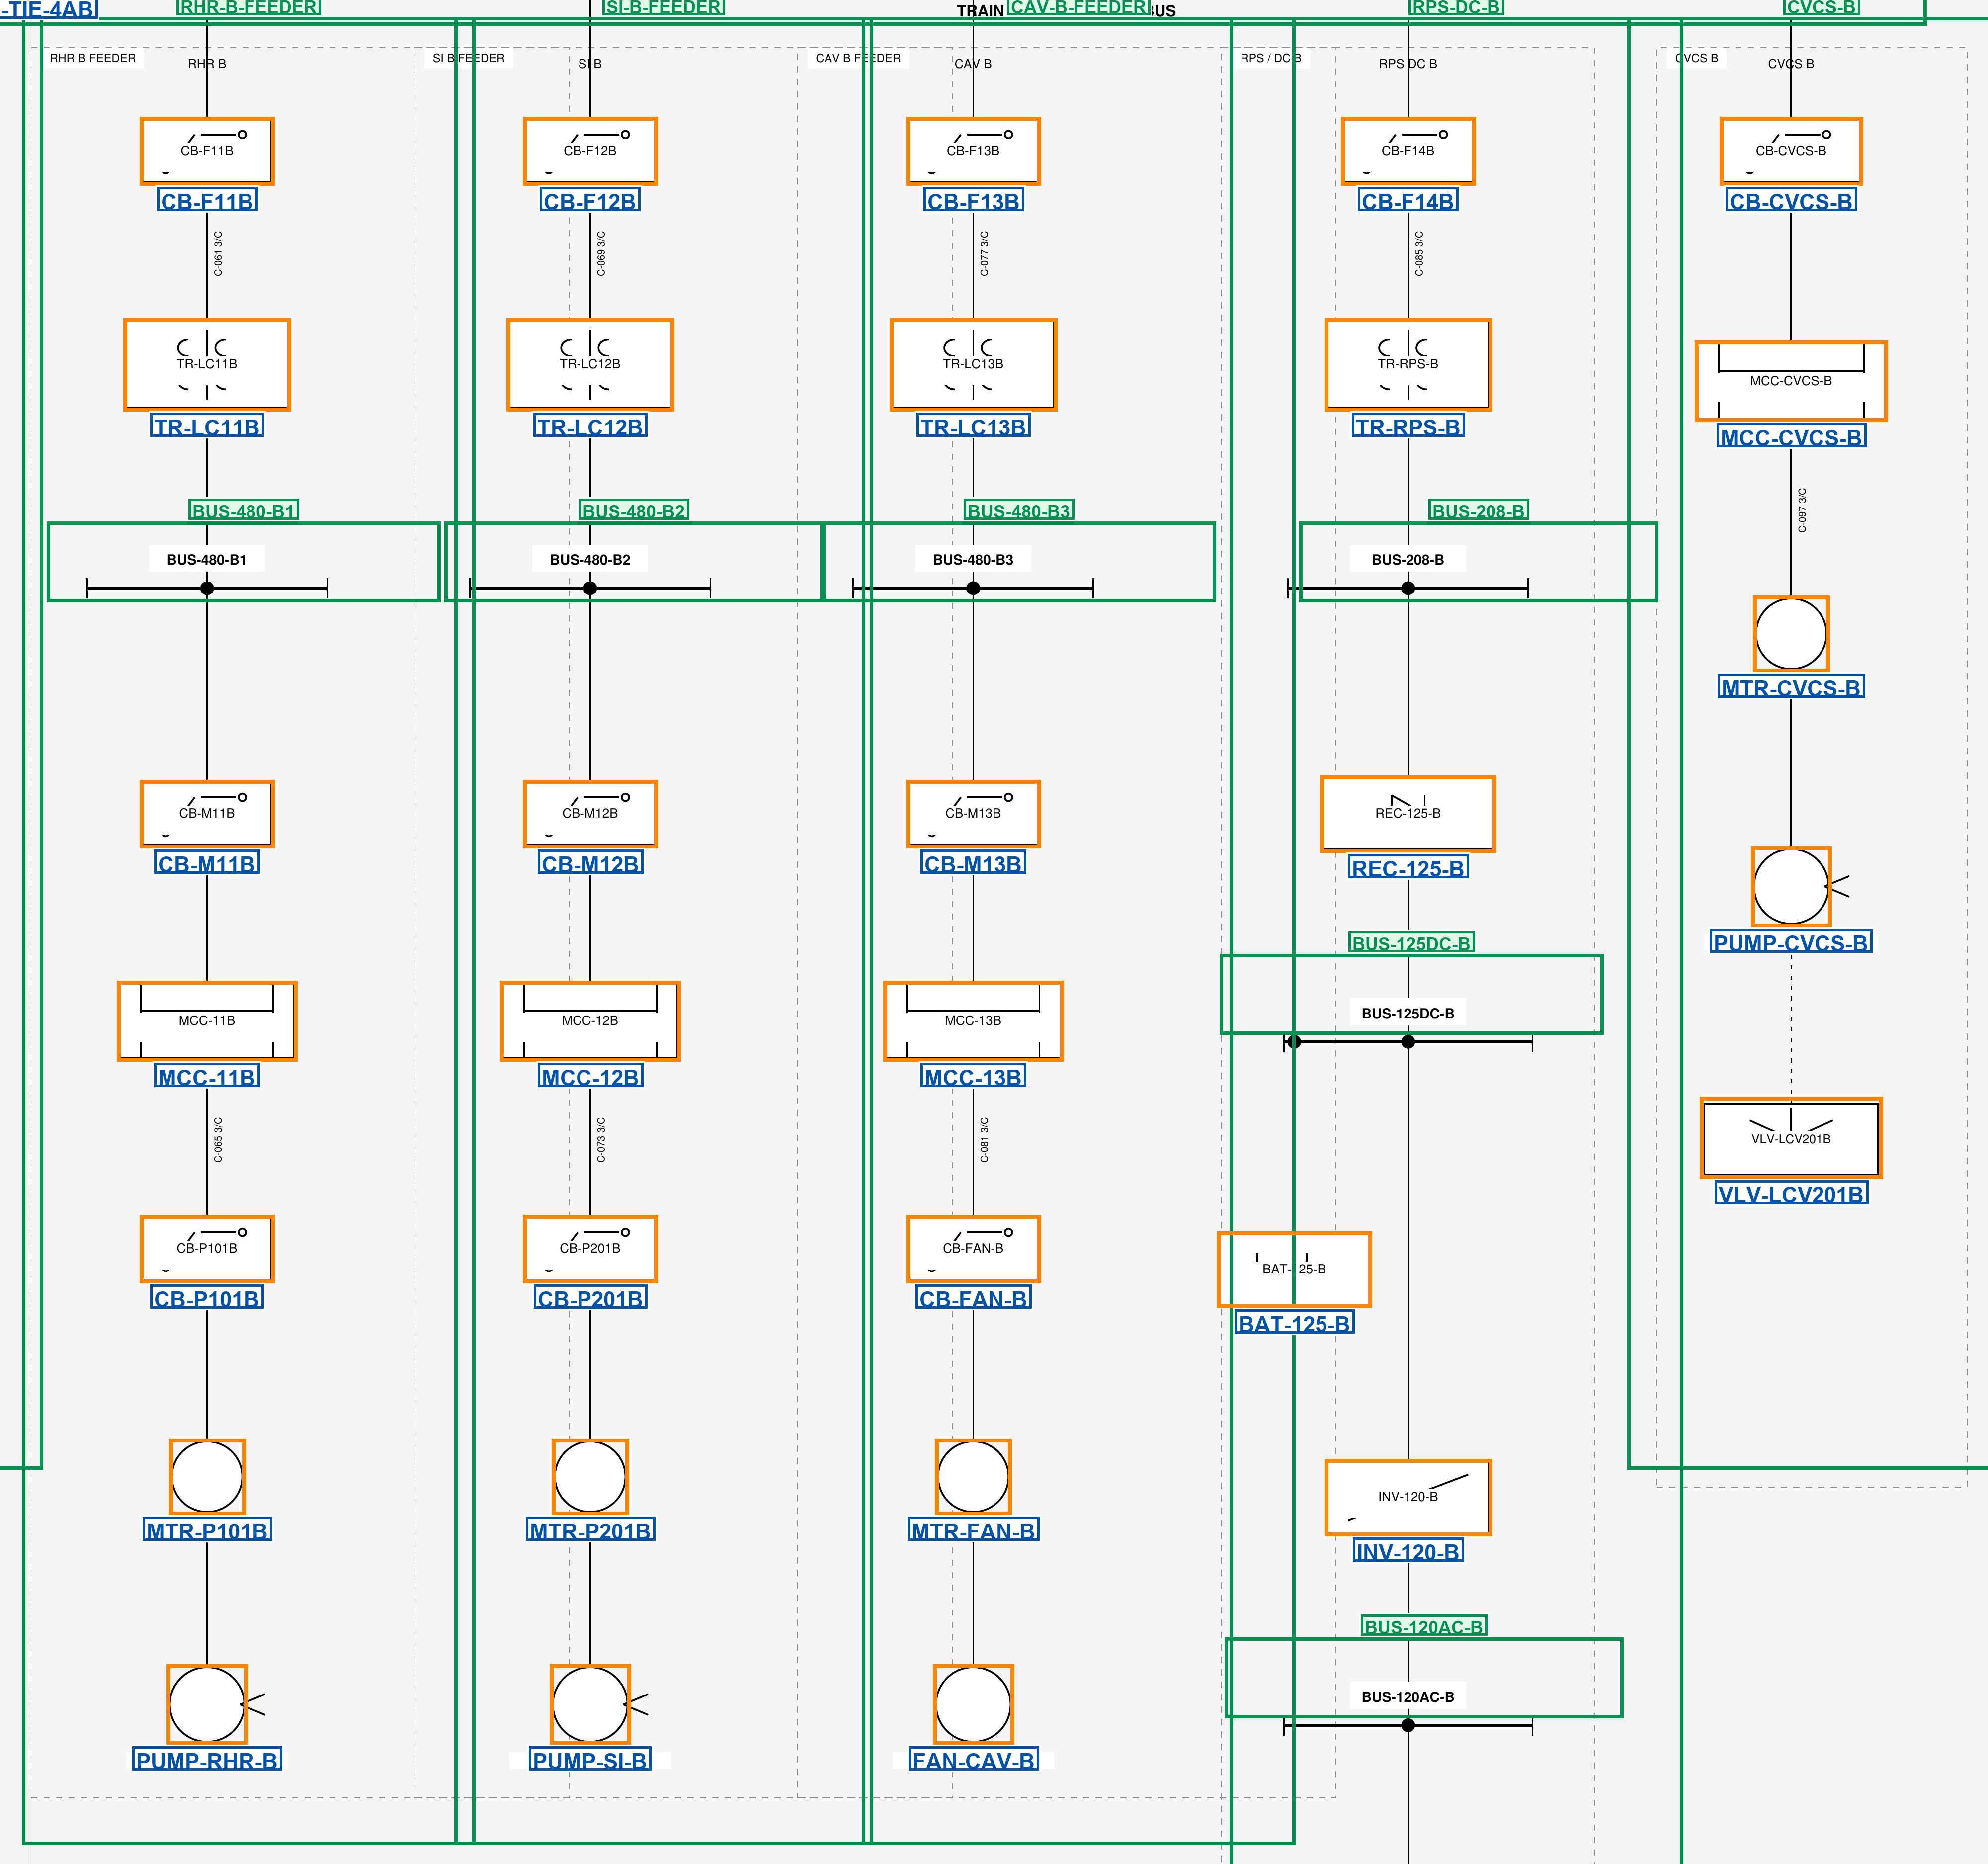 -TIE-4AB
RHR-B-FEEDER
SI-B-FEEDER
TRAIN
CAV-B-FEEDER
US
RPS-DC-B
CVCS-B
RHR B FEEDER
RHR B
SI B FEEDER
SI B
CAV B FEEDER
CAV B
RPS / DC B
RPS DC B
CVCS B
CVCS B
CB-F11B
CB-F12B
CB-F13B
CB-F14B
CB-CVCS-B
CB-F11B
CB-F12B
CB-F13B
CB-F14B
CB-CVCS-B
C-061 3/C
C-069 3/C
C-077 3/C
C-085 3/C
TR-LC11B
TR-LC12B
TR-LC13B
TR-RPS-B
MCC-CVCS-B
TR-LC11B
TR-LC12B
TR-LC13B
TR-RPS-B
MCC-CVCS-B
C-097 3/C
BUS-480-B1
BUS-480-B2
BUS-480-B3
BUS-208-B
BUS-480-B1
BUS-480-B2
BUS-480-B3
BUS-208-B
MTR-CVCS-B
CB-M11B
CB-M12B
CB-M13B
REC-125-B
CB-M11B
CB-M12B
CB-M13B
REC-125-B
PUMP-CVCS-B
BUS-125DC-B
BUS-125DC-B
MCC-11B
MCC-12B
MCC-13B
MCC-11B
MCC-12B
MCC-13B
C-065 3/C
C-073 3/C
C-081 3/C
VLV-LCV201B
VLV-LCV201B
CB-P101B
CB-P201B
CB-FAN-B
BAT-125-B
CB-P101B
CB-P201B
CB-FAN-B
BAT-125-B
INV-120-B
MTR-P101B
MTR-P201B
MTR-FAN-B
INV-120-B
BUS-120AC-B
BUS-120AC-B
PUMP-RHR-B
PUMP-SI-B
FAN-CAV-B